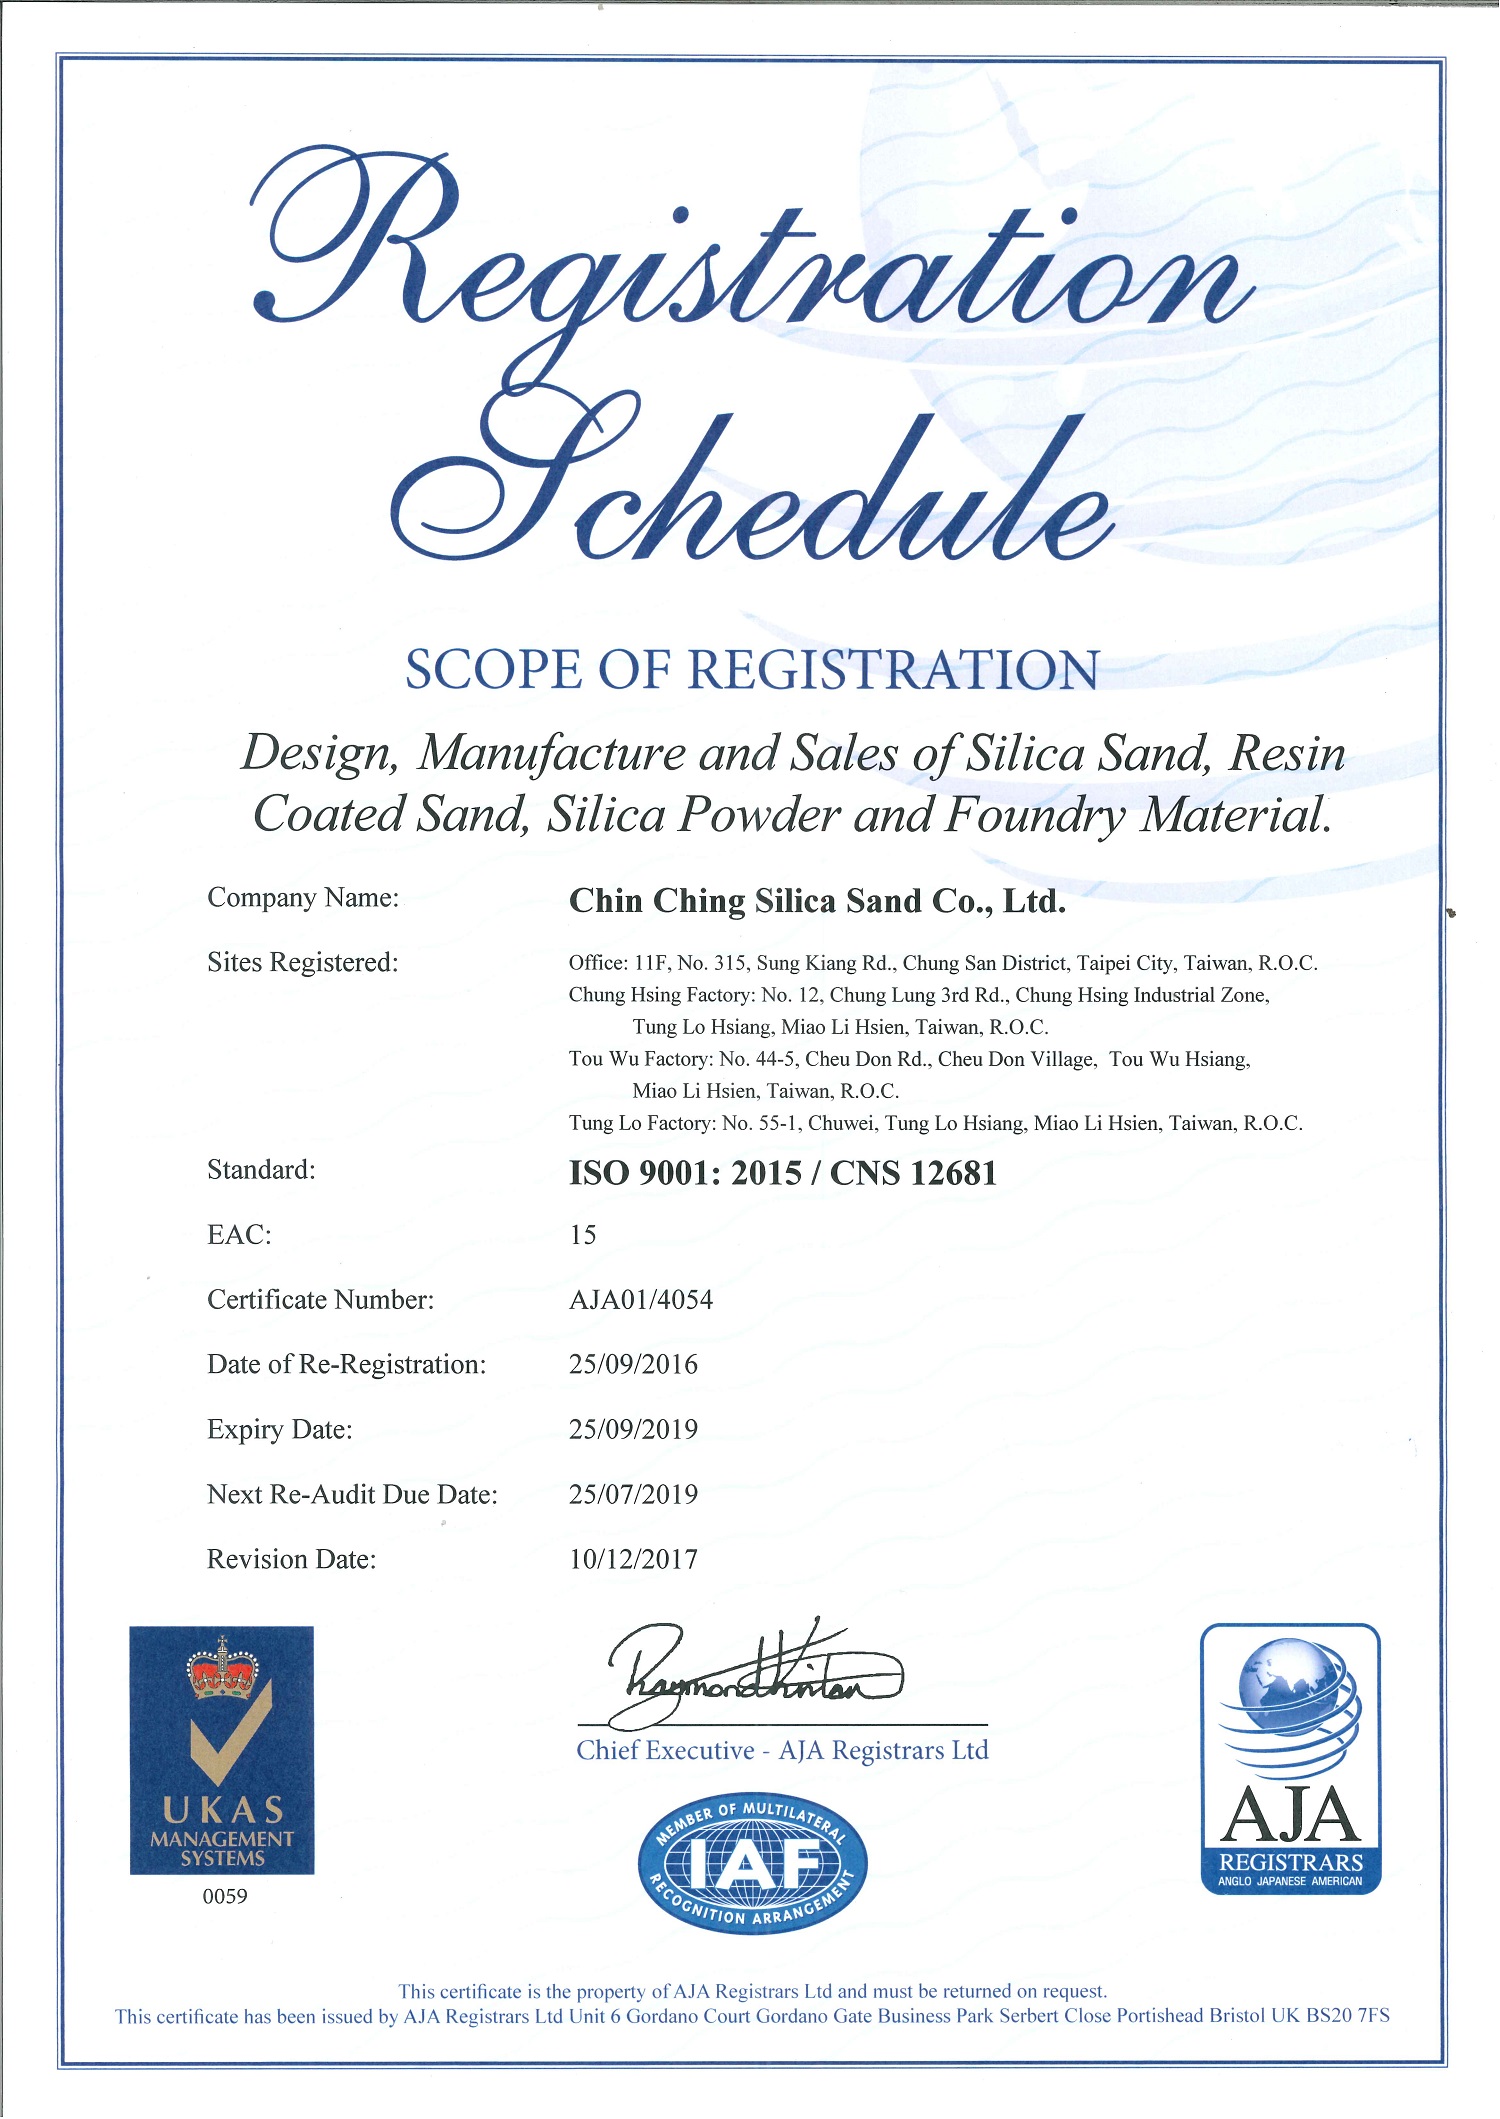 Registration
Schedule
SCOPE OF REGISTRATION
Design, Manufacture and Sales of Silica Sand, Resin
Coated Sand, Silica Powder and Foundry Material.
Company Name: Chin Ching Silica Sand Co., Ltd.
Sites Registered: Office: 11F, No. 315, Sung Kiang Rd., Chung San District, Taipei City, Taiwan, R.O.C.
Chung Hsing Factory: No. 12, Chung Lung 3rd Rd., Chung Hsing Industrial Zone,
Tung Lo Hsiang, Miao Li Hsien, Taiwan, R.O.C.
Tou Wu Factory: No. 44-5, Cheu Don Rd., Cheu Don Village, Tou Wu Hsiang,
Miao Li Hsien, Taiwan, R.O.C.
Tung Lo Factory: No. 55-1, Chuwei, Tung Lo Hsiang, Miao Li Hsien, Taiwan, R.O.C.
Standard: ISO 9001: 2015 / CNS 12681
EAC: 15
Certificate Number: AJA01/4054
Date of Re-Registration: 25/09/2016
Expiry Date: 25/09/2019
Next Re-Audit Due Date: 25/07/2019
Revision Date: 10/12/2017
Chief Executive - AJA Registrars Ltd
UKAS
MANAGEMENT
SYSTEMS
0059
MEMBER OF MULTILATERAL
IAF
RECOGNITION ARRANGEMENT
AJA
REGISTRARS
ANGLO JAPANESE AMERICAN
This certificate is the property of AJA Registrars Ltd and must be returned on request.
This certificate has been issued by AJA Registrars Ltd Unit 6 Gordano Court Gordano Gate Business Park Serbert Close Portishead Bristol UK BS20 7FS